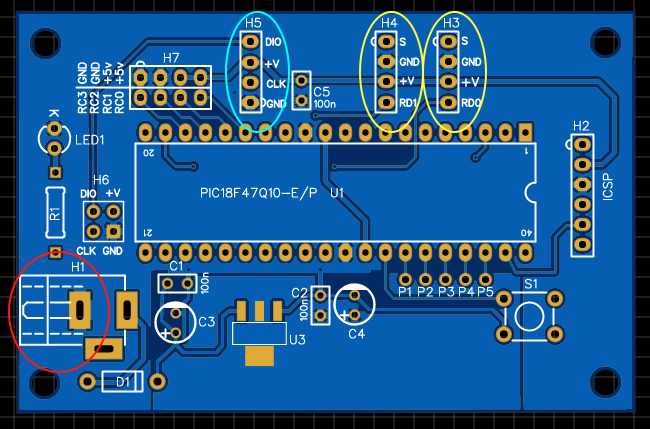 H5
H4
H3
DIO
+V
CLK
GND
S
GND
+V
RD1
S
GND
+V
RD0
H7
GND
GND
+5v
+5v
RC3
RC2
RC1
RC0
C5
100n
H2
ICSP
K
LED1
20
1
PIC18F47Q10-E/P U1
21
40
H6
DIO +V
CLK GND
R1
H1
C1
100n
C2
100n
C3
+
C4
+
U3
P1 P2 P3 P4 P5
S1
D1